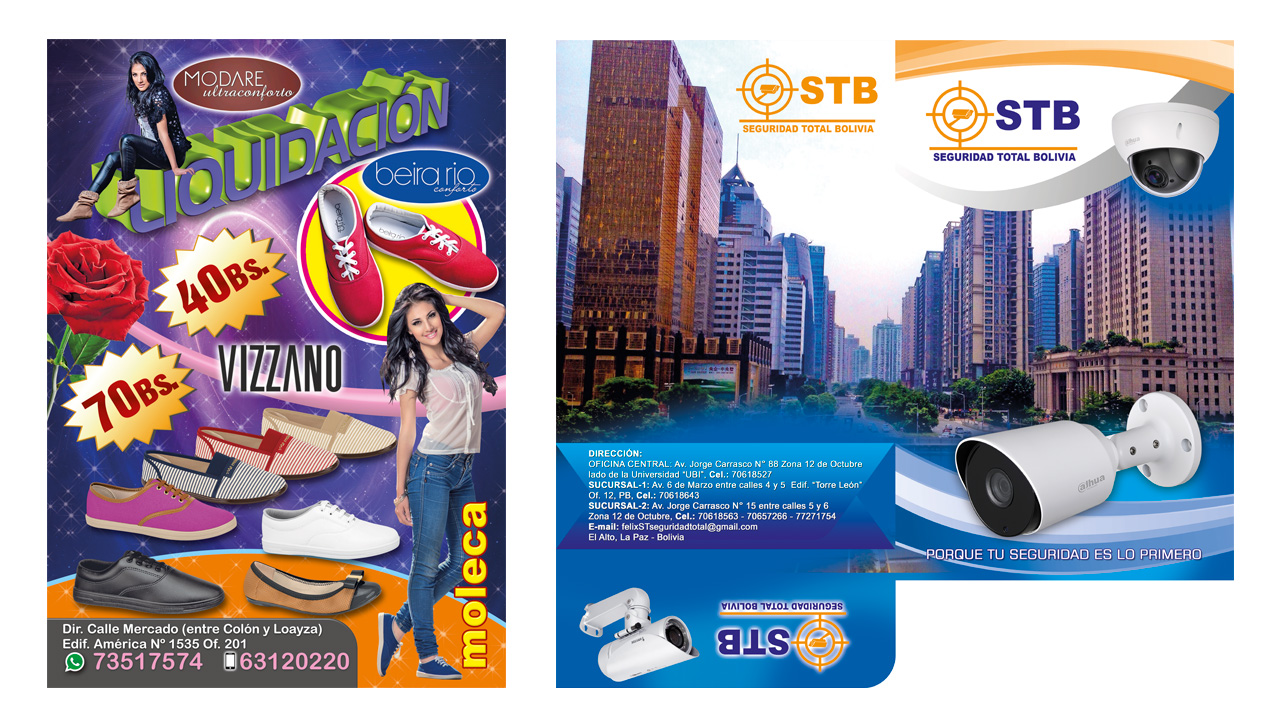 MODARE
ultraconforto
LIQUIDACIÓN
beira rio
conforto
beira rio
beira rio
40BS.
VIZZANO
70BS.
moleca
Dir. Calle Mercado (entre Colón y Loayza)
Edif. América Nº 1535 Of. 201
73517574 63120220
STB
SEGURIDAD TOTAL BOLIVIA
STB
SEGURIDAD TOTAL BOLIVIA
alhua
DIRECCIÓN:
OFICINA CENTRAL: Av. Jorge Carrasco N° 88 Zona 12 de Octubre
lado de la Universidad "UBI", Cel.: 70618527
SUCURSAL-1: Av. 6 de Marzo entre calles 4 y 5 Edif. "Torre León"
Of. 12, PB, Cel.: 70618643
SUCURSAL-2: Av. Jorge Carrasco N° 15 entre calles 5 y 6
Zona 12 de Octubre, Cel.: 70618563 - 70657266 - 77271754
E-mail: felixSTseguridadtotal@gmail.com
El Alto, La Paz - Bolivia
alhua
PORQUE TU SEGURIDAD ES LO PRIMERO
SEGURIDAD TOTAL BOLIVIA
STB